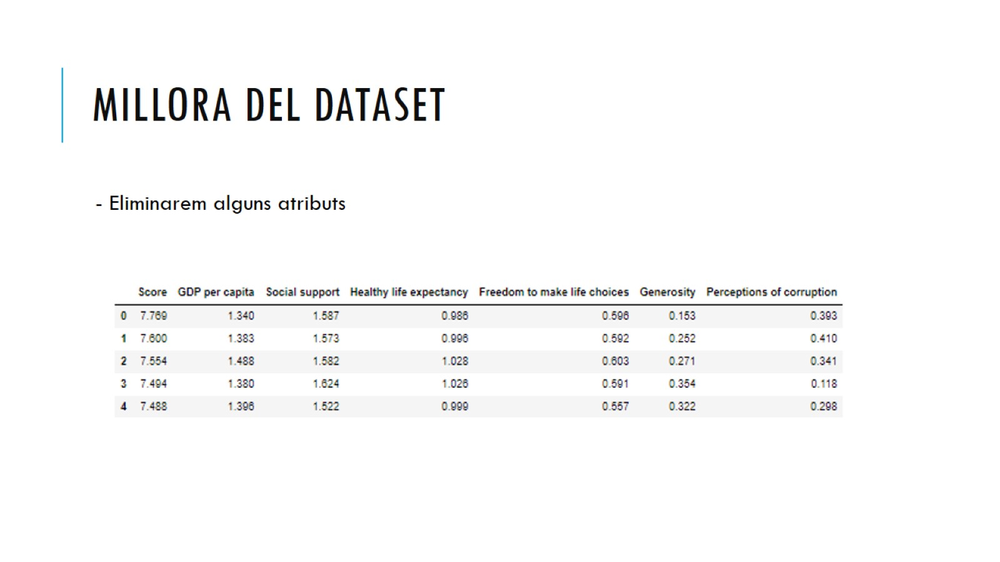 MILLORA DEL DATASET
- Eliminarem alguns atributs
Score GDP per capita Social support Healthy life expectancy Freedom to make life choices Generosity Perceptions of corruption
0 7.769 1.340 1.587 0.986 0.596 0.153 0.393
1 7.600 1.383 1.573 0.996 0.592 0.252 0.410
2 7.554 1.488 1.582 1.028 0.603 0.271 0.341
3 7.494 1.380 1.624 1.026 0.591 0.354 0.118
4 7.488 1.396 1.522 0.999 0.557 0.322 0.298